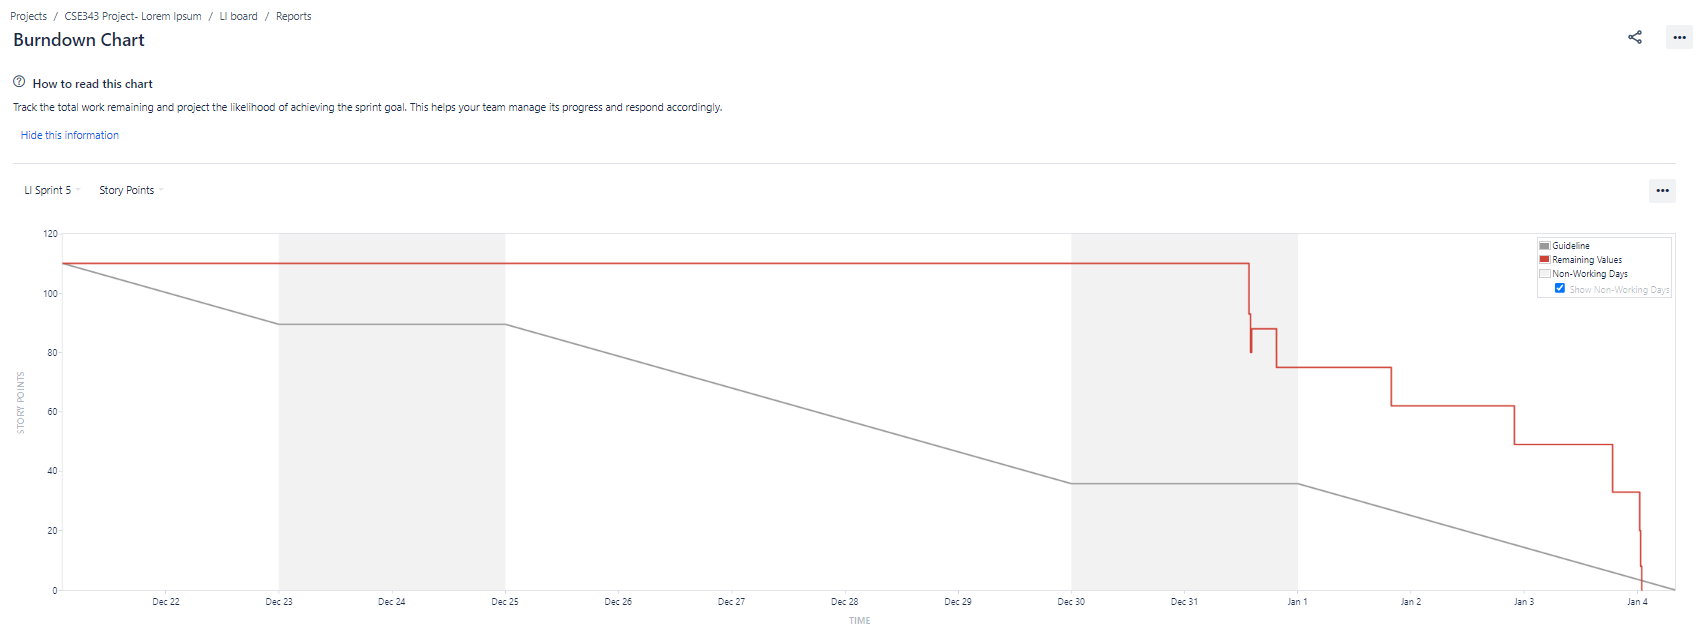 Projects / CSE343 Project- Lorem Ipsum / LI board / Reports
Burndown Chart
How to read this chart
Track the total work remaining and project the likelihood of achieving the sprint goal. This helps your team manage its progress and respond accordingly.
Hide this information
LI Sprint 5 Story Points
120
100
80
60
40
20
0
STORY POINTS
Guideline
Remaining Values
Non-Working Days
Show Non-Working Days
Dec 22 Dec 23 Dec 24 Dec 25 Dec 26 Dec 27 Dec 28 Dec 29 Dec 30 Dec 31 Jan 1 Jan 2 Jan 3 Jan 4
TIME